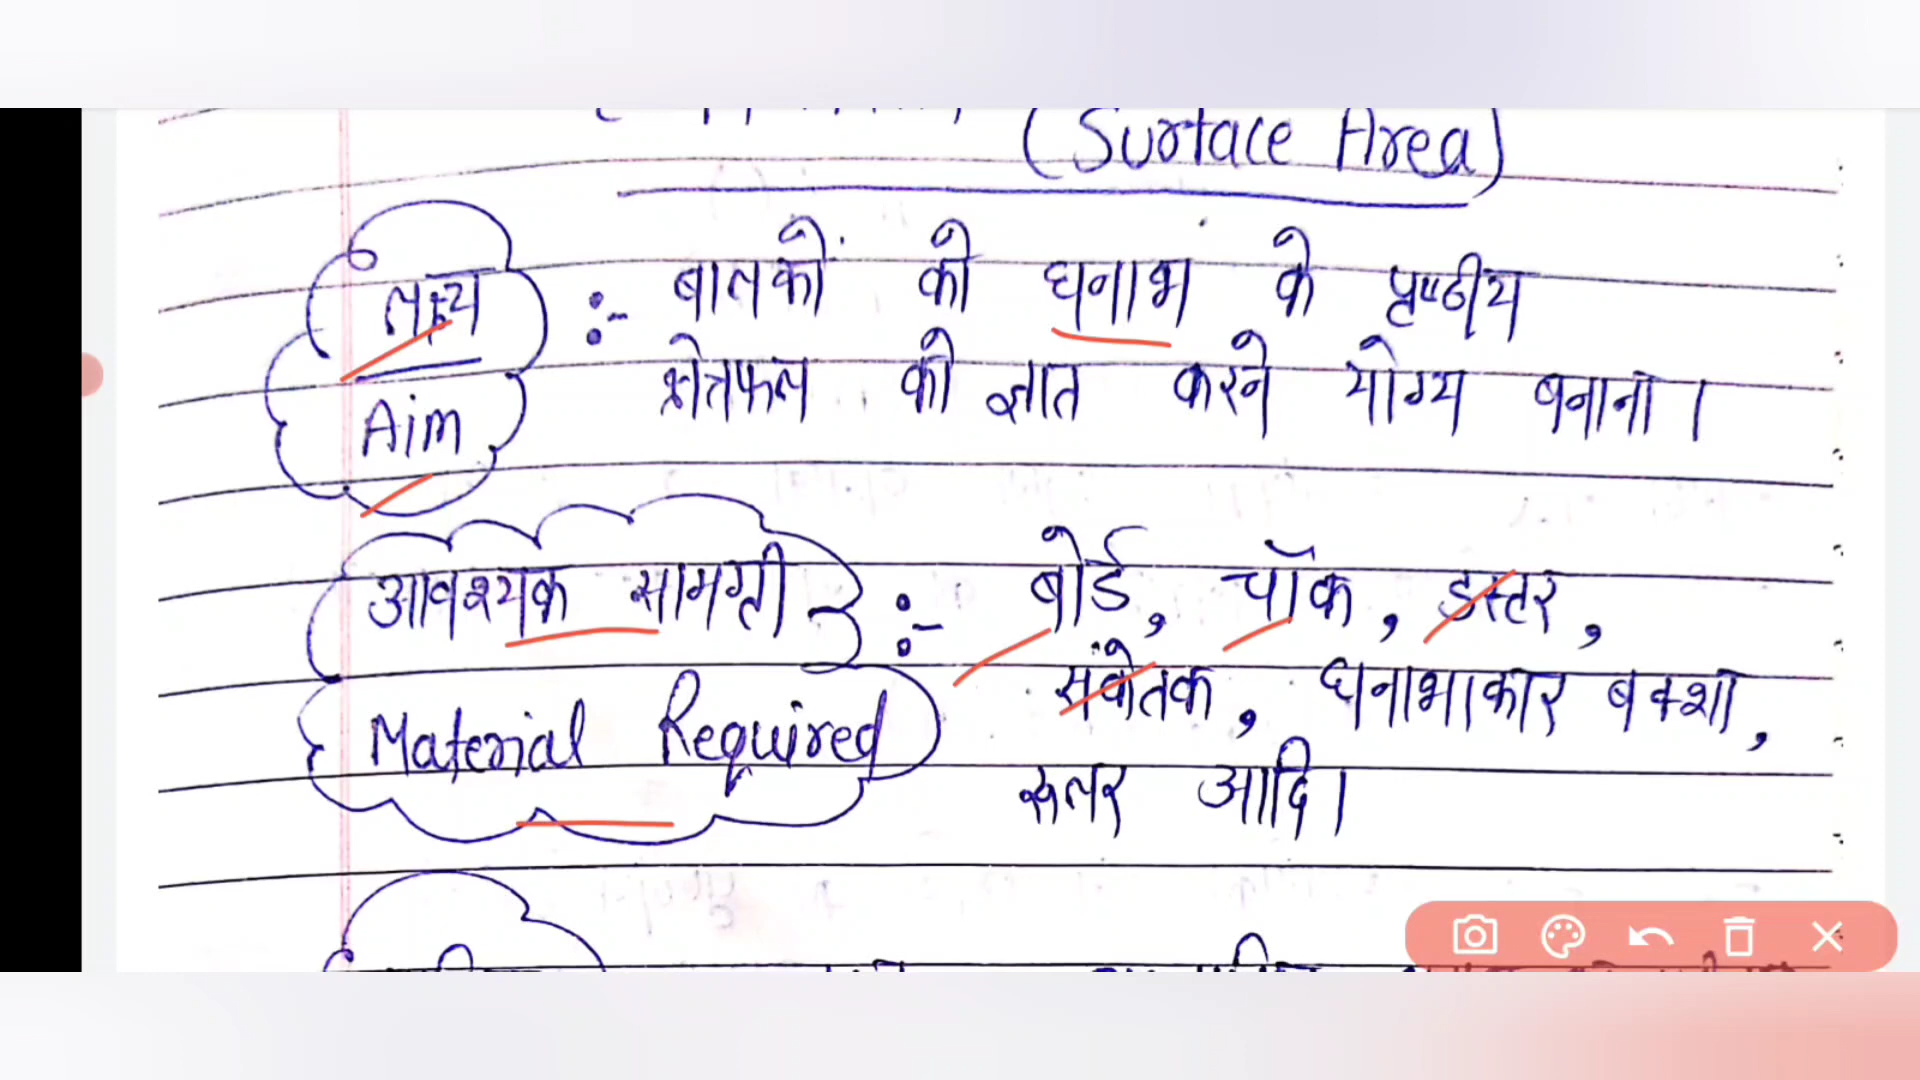 (Surface Area)
लक्ष्य :- बालकों को घनाभ के पृष्ठीय
क्षेत्रफल को ज्ञात करने योग्य बनाना।
Aim
आवश्यक सामग्री :- बोर्ड, चॉक, डस्टर,
संकेतक, घनाभाकार बक्शा,
Material Required
रूलर आदि।